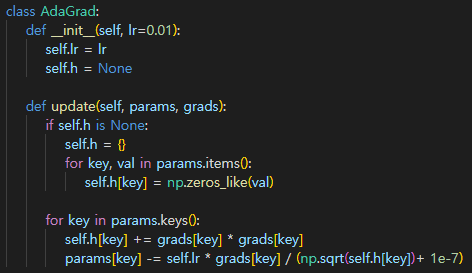 class AdaGrad:
    def __init__(self, lr=0.01):
        self.lr = lr
        self.h = None

    def update(self, params, grads):
        if self.h is None:
            self.h = {}
            for key, val in params.items():
                self.h[key] = np.zeros_like(val)

        for key in params.keys():
            self.h[key] += grads[key] * grads[key]
            params[key] -= self.lr * grads[key] / (np.sqrt(self.h[key])+ 1e-7)